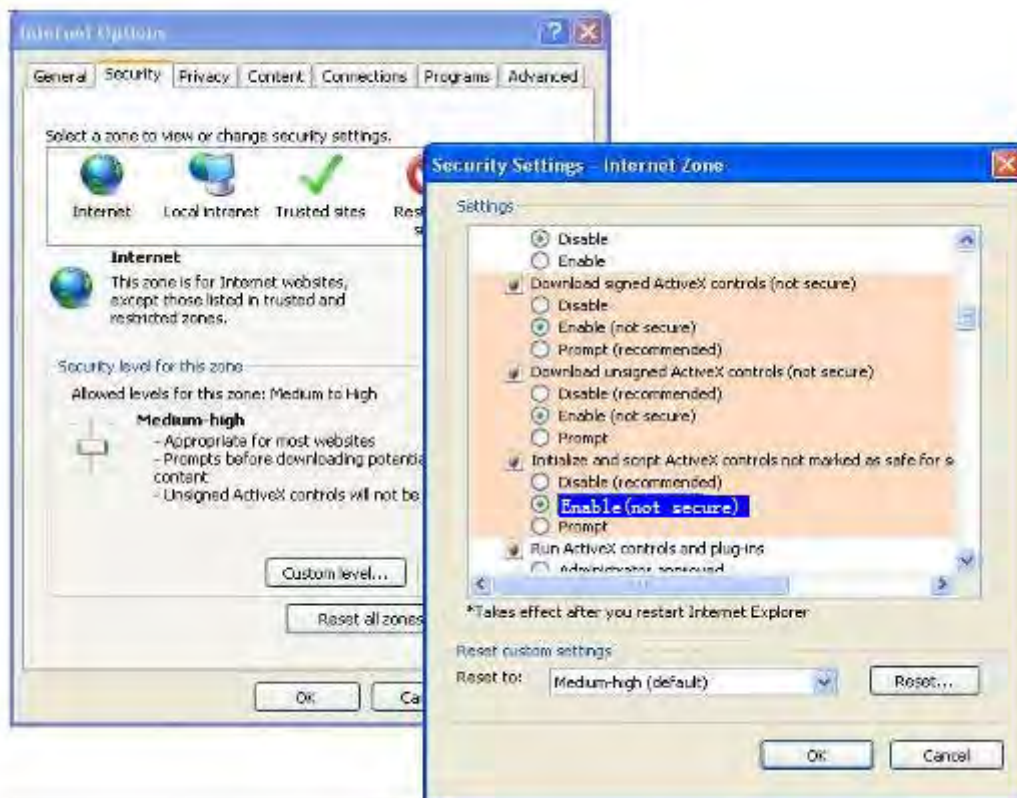 Internet Options
General
Security
Privacy
Content
Connections
Programs
Advanced
Select a zone to view or change security settings.
Internet
Local intranet
Trusted sites
Internet
This zone is for Internet websites,
except those listed in trusted and
restricted zones.
Security level for this zone
Allowed levels for this zone: Medium to High
Medium-high
- Appropriate for most websites
- Prompts before downloading
content
- Unsigned ActiveX controls will not be
Custom level...
Reset all zones
OK
Security Settings - Internet Zone
Settings
Disable
Enable
Download signed ActiveX controls (not secure)
Disable
Enable (not secure)
Prompt (recommended)
Download unsigned ActiveX controls (not secure)
Disable (recommended)
Enable (not secure)
Prompt
Initialize and script ActiveX controls not marked as safe for s
Disable (recommended)
Enable(not secure)
Prompt
Run ActiveX controls and plug-ins
Administrator approved
*Takes effect after you restart Internet Explorer
Reset custom settings
Reset to:
Medium-high (default)
Reset...
OK
Cancel